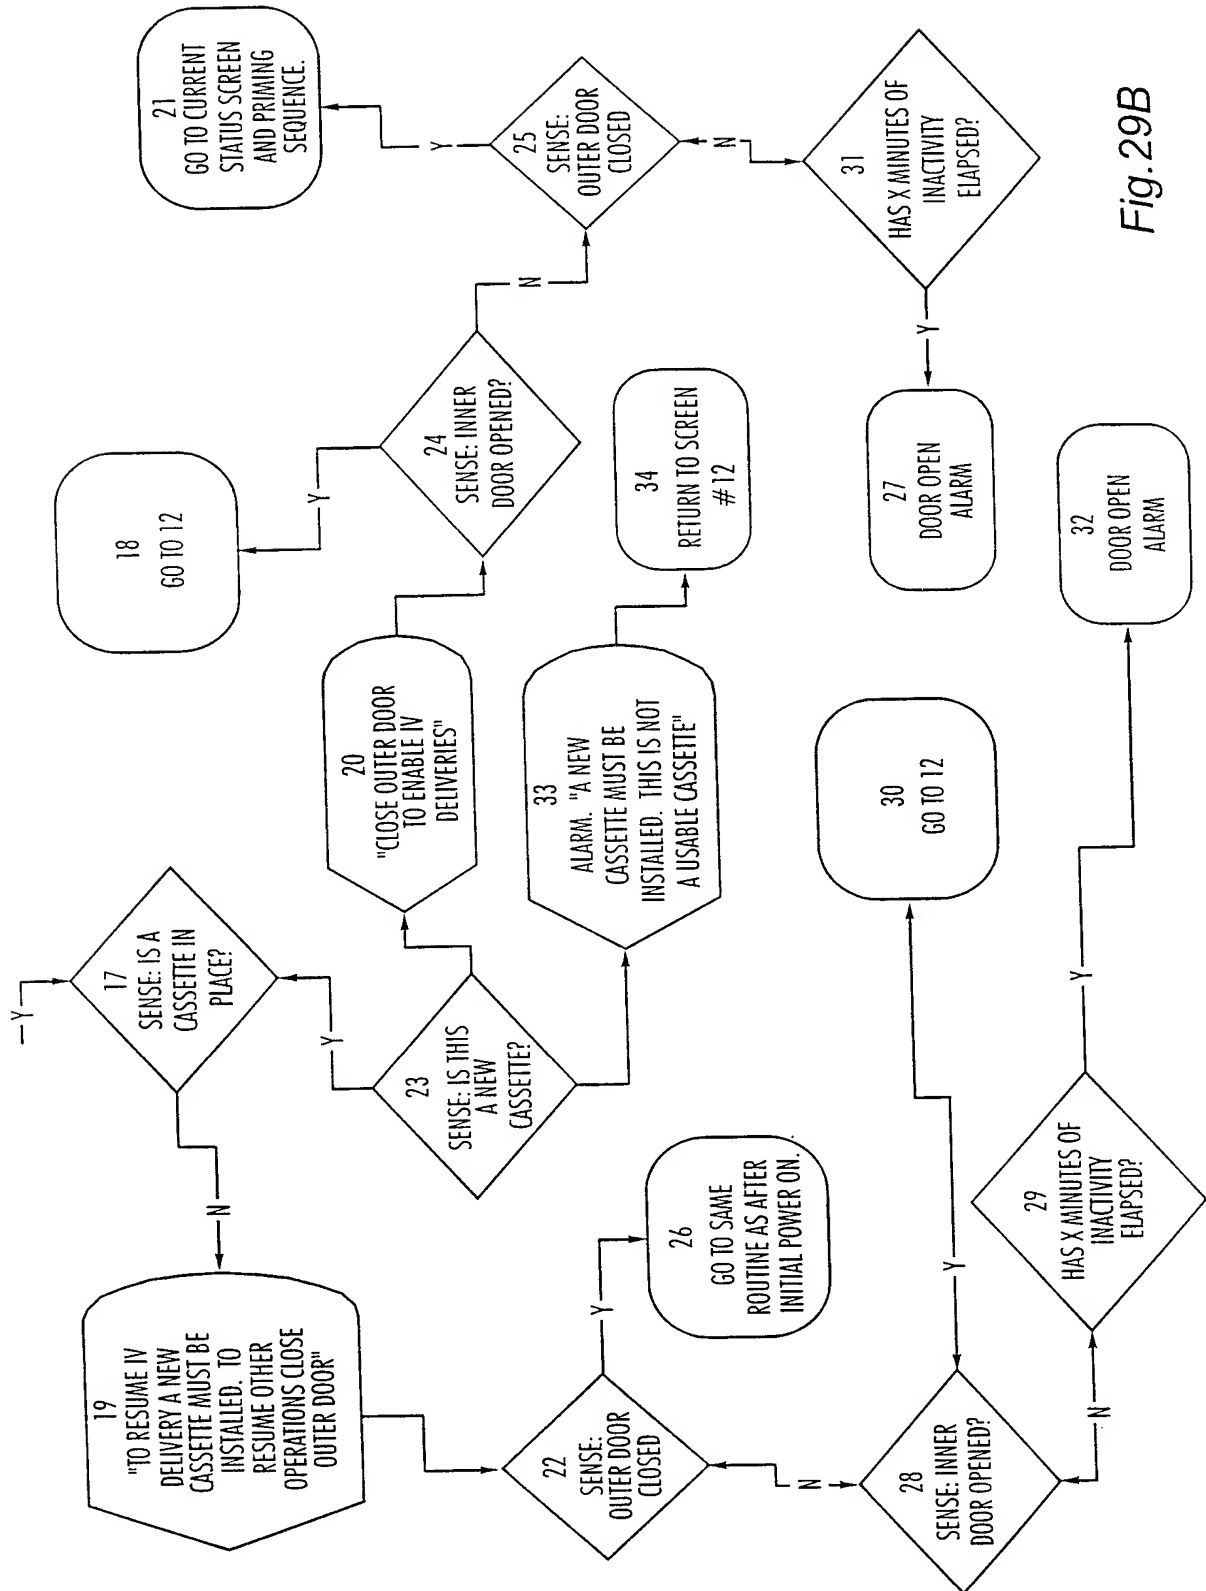 — Y —
17
SENSE: IS A
CASSETTE IN
PLACE?
N
19
"TO RESUME IV
DELIVERY A NEW
CASSETTE MUST BE
INSTALLED. TO
RESUME OTHER
OPERATIONS CLOSE
OUTER DOOR"
Y
23
SENSE: IS THIS
A NEW
CASSETTE?
20
"CLOSE OUTER DOOR
TO ENABLE IV
DELIVERIES"
33
ALARM. "A NEW
CASSETTE MUST BE
INSTALLED. THIS IS NOT
A USABLE CASSETTE"
18
GO TO 12
Y
24
SENSE: INNER
DOOR OPENED?
34
RETURN TO SCREEN
#12
N
21
GO TO CURRENT
STATUS SCREEN
AND PRIMING
SEQUENCE.
Y
25
SENSE:
OUTER DOOR
CLOSED
N
31
HAS X MINUTES OF
INACTIVITY
ELAPSED?
Y
27
DOOR OPEN
ALARM
22
SENSE:
OUTER DOOR
CLOSED
Y
26
GO TO SAME
ROUTINE AS AFTER
INITIAL POWER ON.
N
28
SENSE: INNER
DOOR OPENED?
Y
30
GO TO 12
N
29
HAS X MINUTES OF
INACTIVITY
ELAPSED?
Y
32
DOOR OPEN
ALARM
Fig.29B